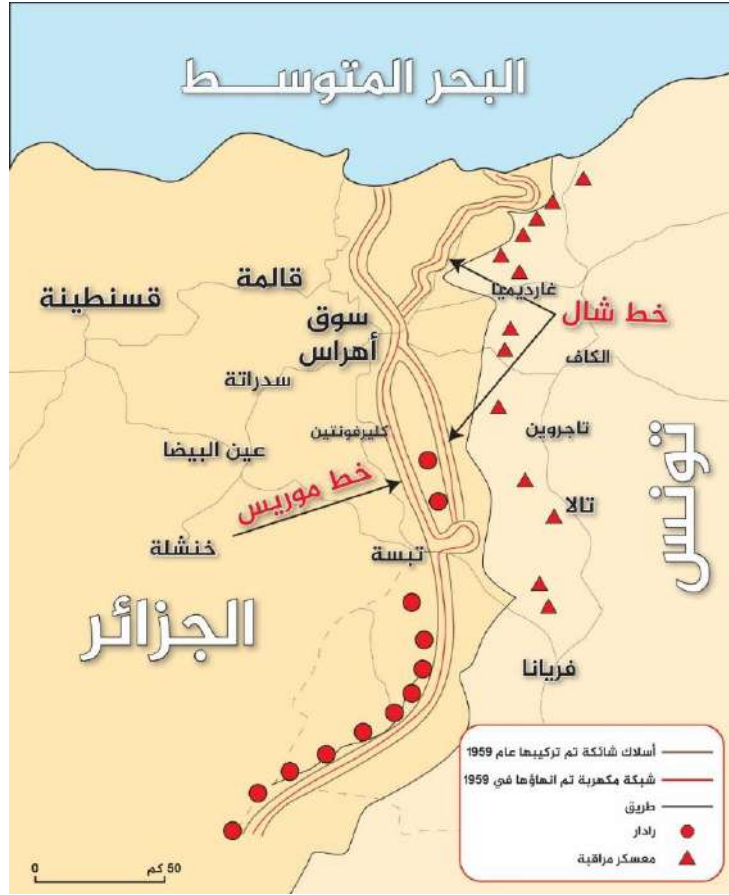 البحر المتوسـط
غارديميا
قالمة
قسنطينة
خط شال
سوق
أهراس
الكاف
سدراتة
تاجروين
كليرفونتين
عين البيضا
تونس
خط موريس
تالا
خنشلة
تبسة
الجزائر
فريانا
أسلاك شائكة تم تركيبها عام 1959
شبكة مكهربة تم انهاؤها في 1959
طريق
رادار
معسكر مراقبة
0 50 كم